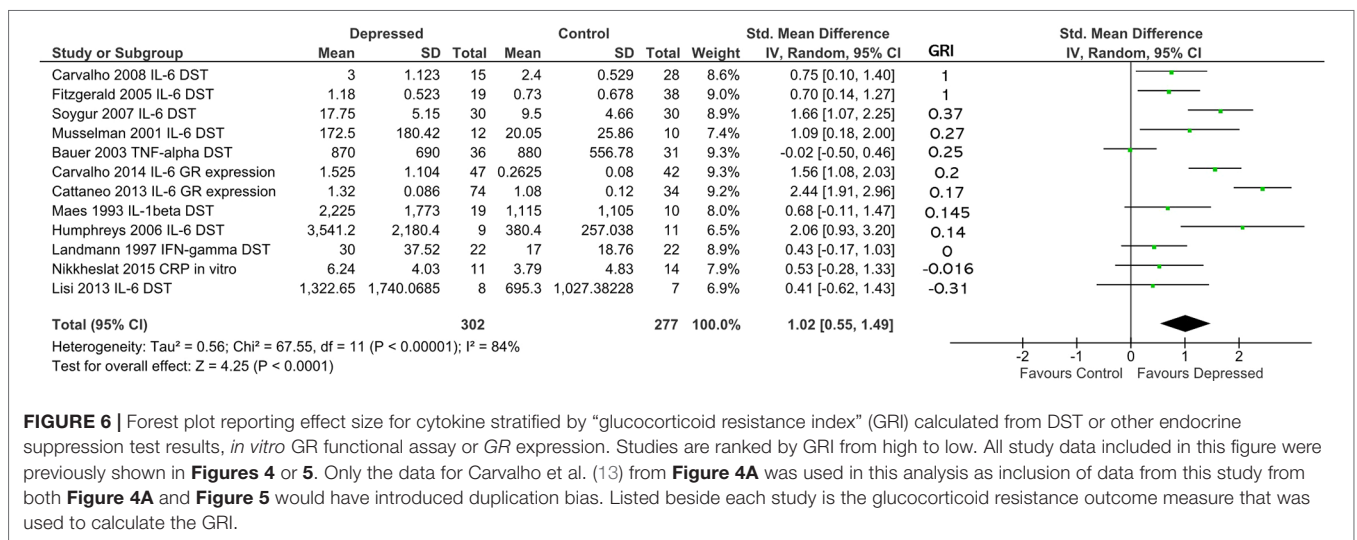 Depressed Control Std. Mean Difference Std. Mean Difference
Study or Subgroup Mean SD Total Mean SD Total Weight IV, Random, 95% CI GRI IV, Random, 95% CI
Carvalho 2008 IL-6 DST 3 1.123 15 2.4 0.529 28 8.6% 0.75 [0.10, 1.40] 1
Fitzgerald 2005 IL-6 DST 1.18 0.523 19 0.73 0.678 38 9.0% 0.70 [0.14, 1.27] 1
Soygur 2007 IL-6 DST 17.75 5.15 30 9.5 4.66 30 8.9% 1.66 [1.07, 2.25] 0.37
Musselman 2001 IL-6 DST 172.5 180.42 12 20.05 25.86 10 7.4% 1.09 [0.18, 2.00] 0.27
Bauer 2003 TNF-alpha DST 870 690 36 880 556.78 31 9.3% -0.02 [-0.50, 0.46] 0.25
Carvalho 2014 IL-6 GR expression 1.525 1.104 47 0.2625 0.08 42 9.3% 1.56 [1.08, 2.03] 0.2
Cattaneo 2013 IL-6 GR expression 1.32 0.086 74 1.08 0.12 34 9.1% 2.44 [1.91, 2.96] 0.17
Maes 1993 IL-1beta DST 2,225 1,773 19 1,115 1,105 10 8.0% 0.68 [-0.11, 1.47] 0.145
Humphreys 2006 IL-6 DST 3,541.2 2,180.4 9 380.4 257.038 11 6.5% 2.06 [0.93, 3.20] 0.14
Landmann 1997 IFN-gamma DST 30 37.52 22 17 18.76 22 8.9% 0.43 [-0.17, 1.03] 0
Nikkheslat 2015 CRP in vitro 6.24 4.03 11 3.79 4.83 14 7.9% 0.53 [-0.28, 1.33] -0.016
Lisi 2013 IL-6 DST 1,322.65 1,740.0685 8 695.3 1,027.38228 7 6.9% 0.41 [-0.62, 1.43] -0.31
Total (95% CI) 302 277 100.0% 1.02 [0.55, 1.49]
Heterogeneity: Tau² = 0.56; Chi² = 67.55, df = 11 (P < 0.00001); I² = 84%
Test for overall effect: Z = 4.25 (P < 0.0001)
-2 -1 0 1 2
Favours Control Favours Depressed
FIGURE 6 | Forest plot reporting effect size for cytokine stratified by “glucocorticoid resistance index” (GRI) calculated from DST or other endocrine
suppression test results, in vitro GR functional assay or GR expression. Studies are ranked by GRI from high to low. All study data included in this figure were
previously shown in Figures 4 or 5. Only the data for Carvalho et al. (13) from Figure 4A was used in this analysis as inclusion of data from this study from
both Figure 4A and Figure 5 would have introduced duplication bias. Listed beside each study is the glucocorticoid resistance outcome measure that was
used to calculate the GRI.